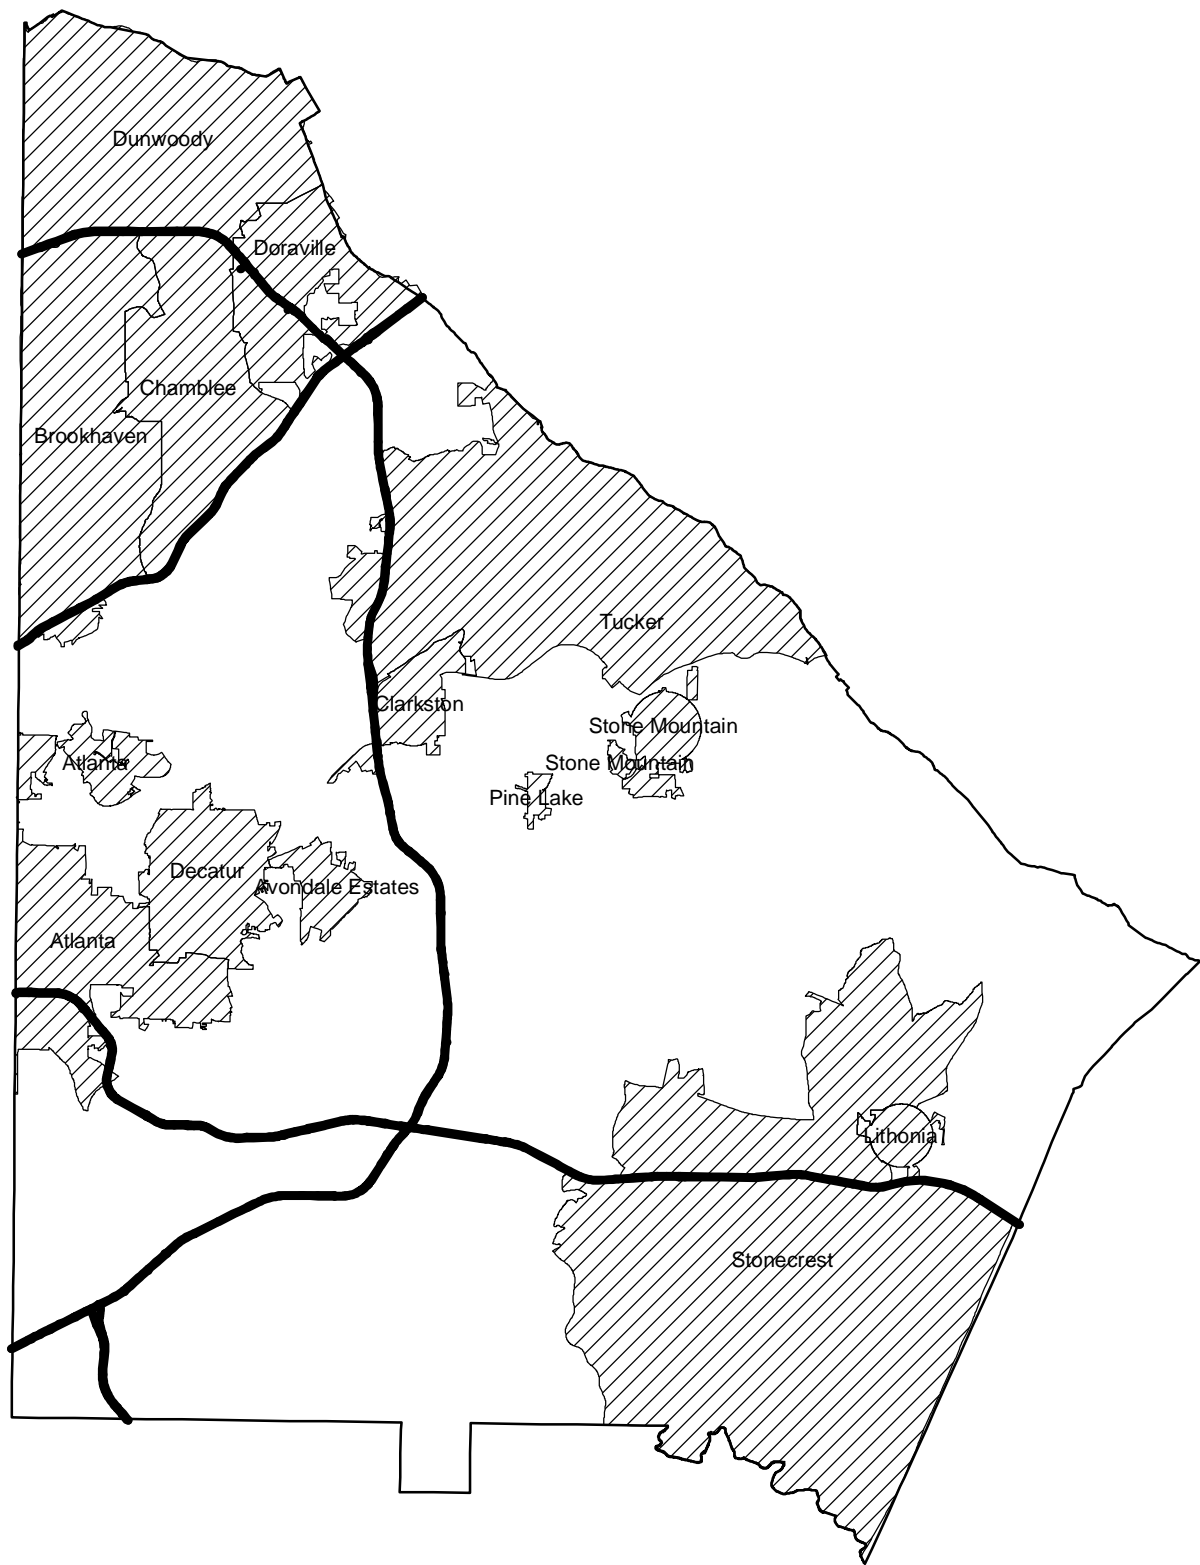 Dunwoody
Doraville
Chamblee
Brookhaven
Tucker
Clarkston
Stone Mountain
Atlanta
Stone Mountain
Pine Lake
Decatur
Avondale Estates
Atlanta
Lithonia
Stonecrest